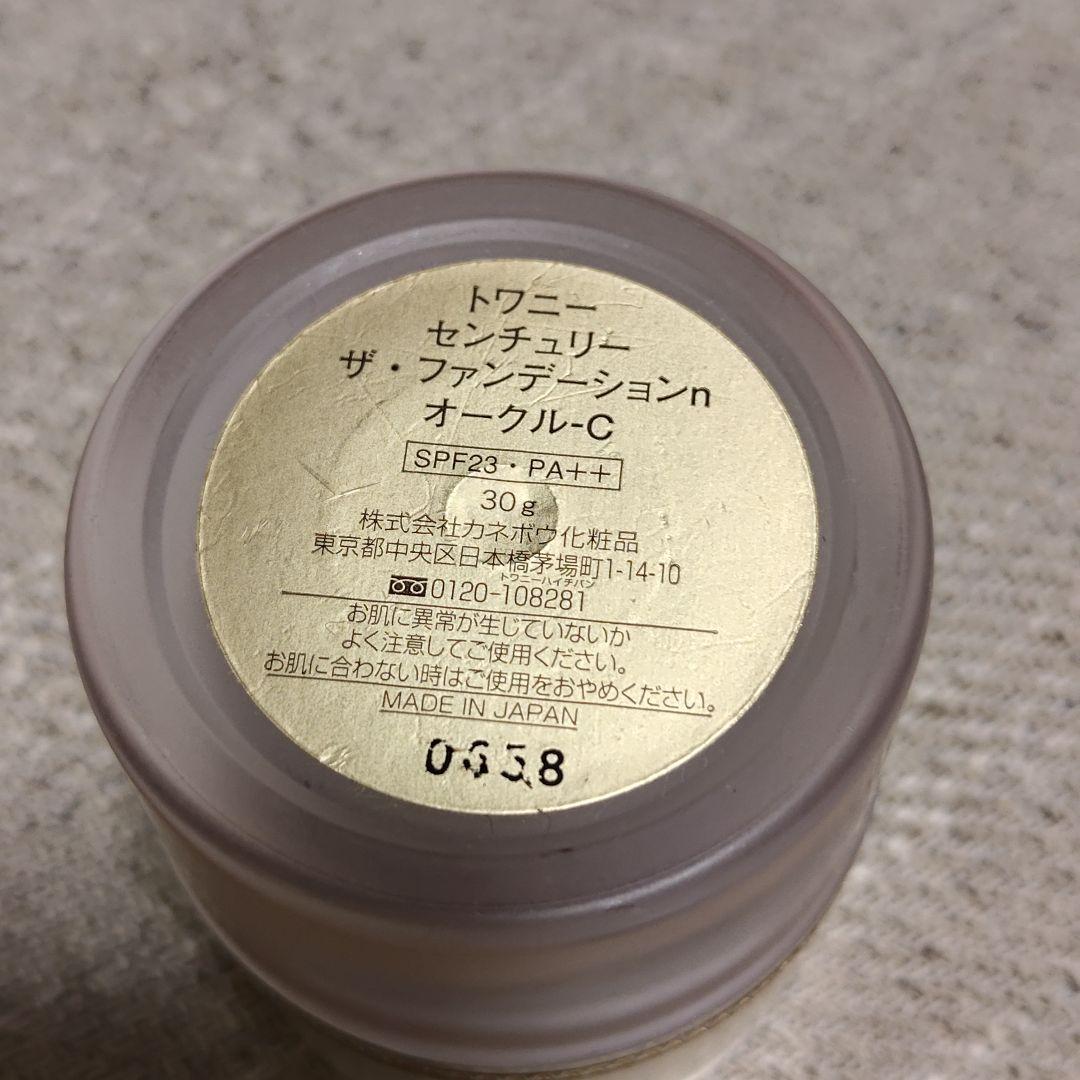 トワニー
センチュリー
ザ・ファンデーションn
オークル-C
SPF23・PA++
30g
株式会社カネボウ化粧品
東京都中央区日本橋茅場町1-14-10
トワニーハイチバン
0120-108281
お肌に異常が生じていないか
よく注意してご使用ください。
お肌に合わない時はご使用をおやめください。
MADE IN JAPAN